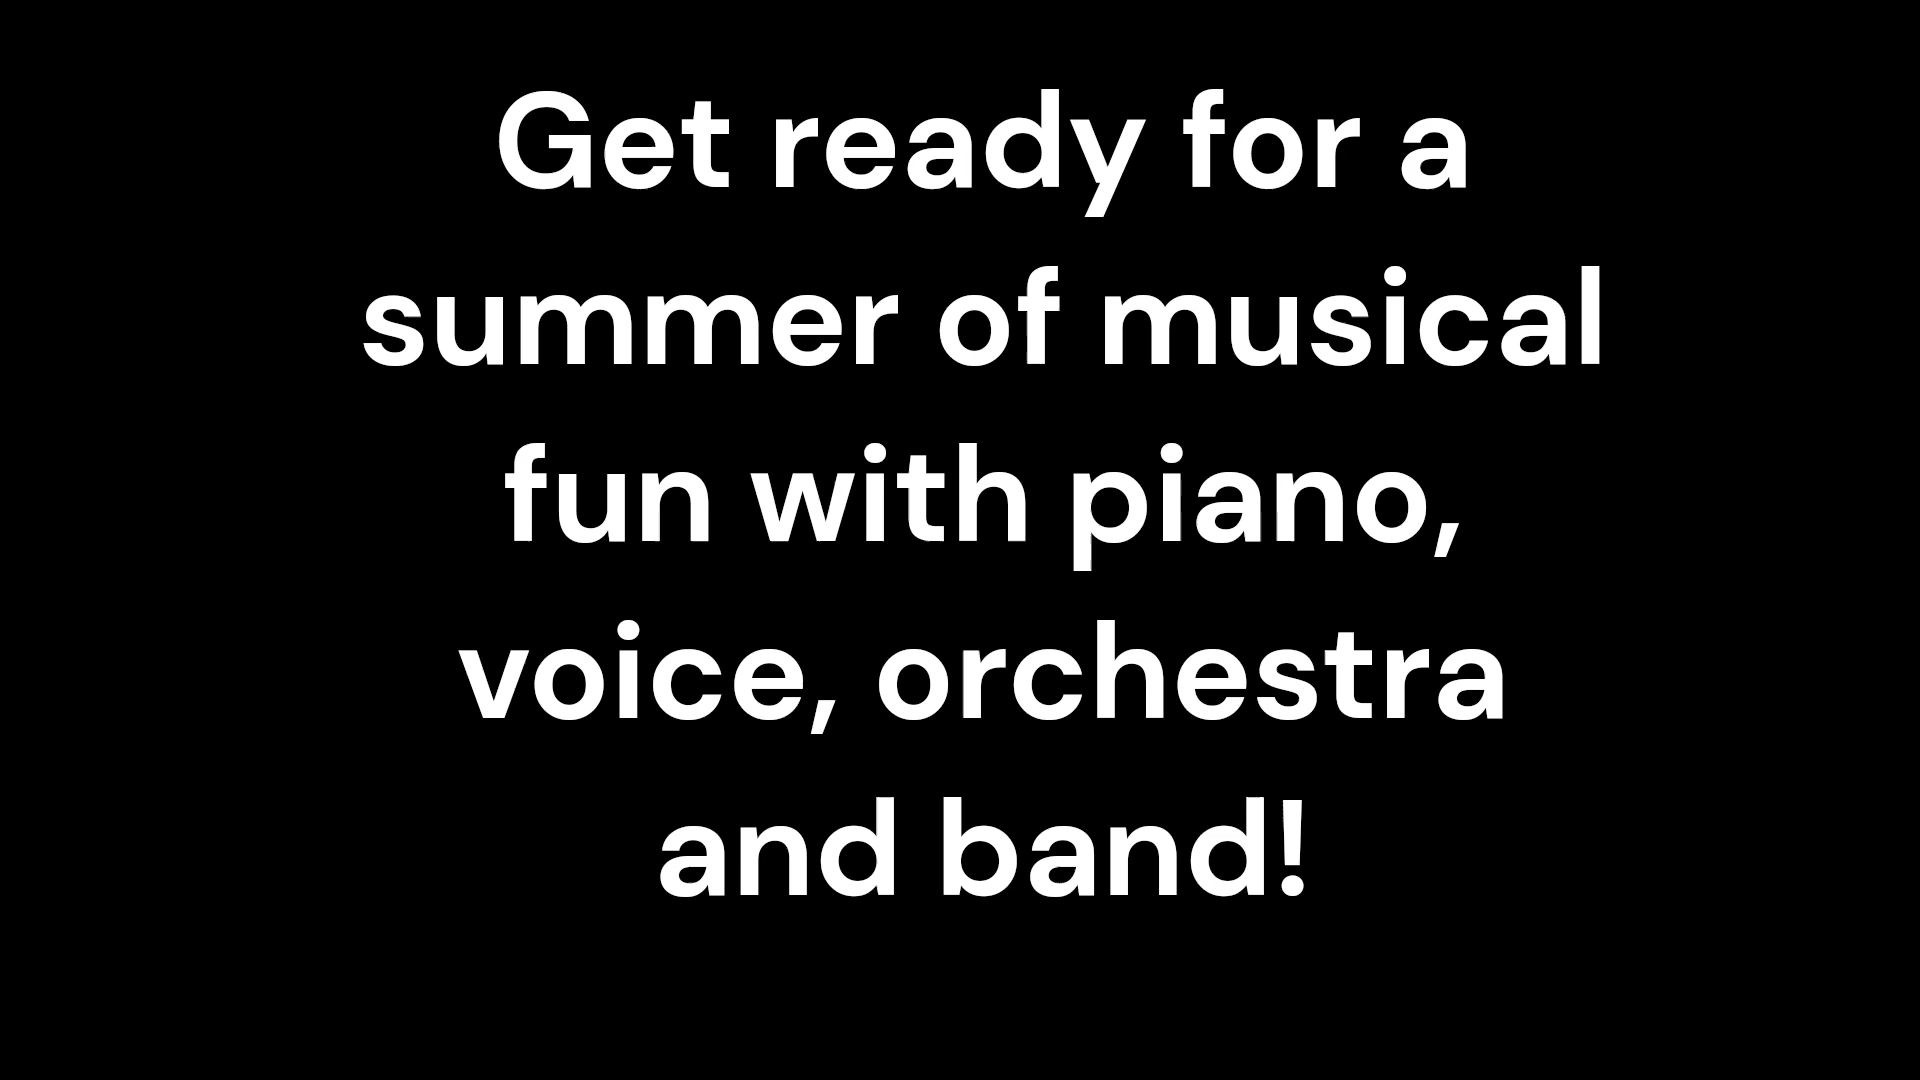 Get ready for a
summer of musical
fun with piano,
voice, orchestra
and band!